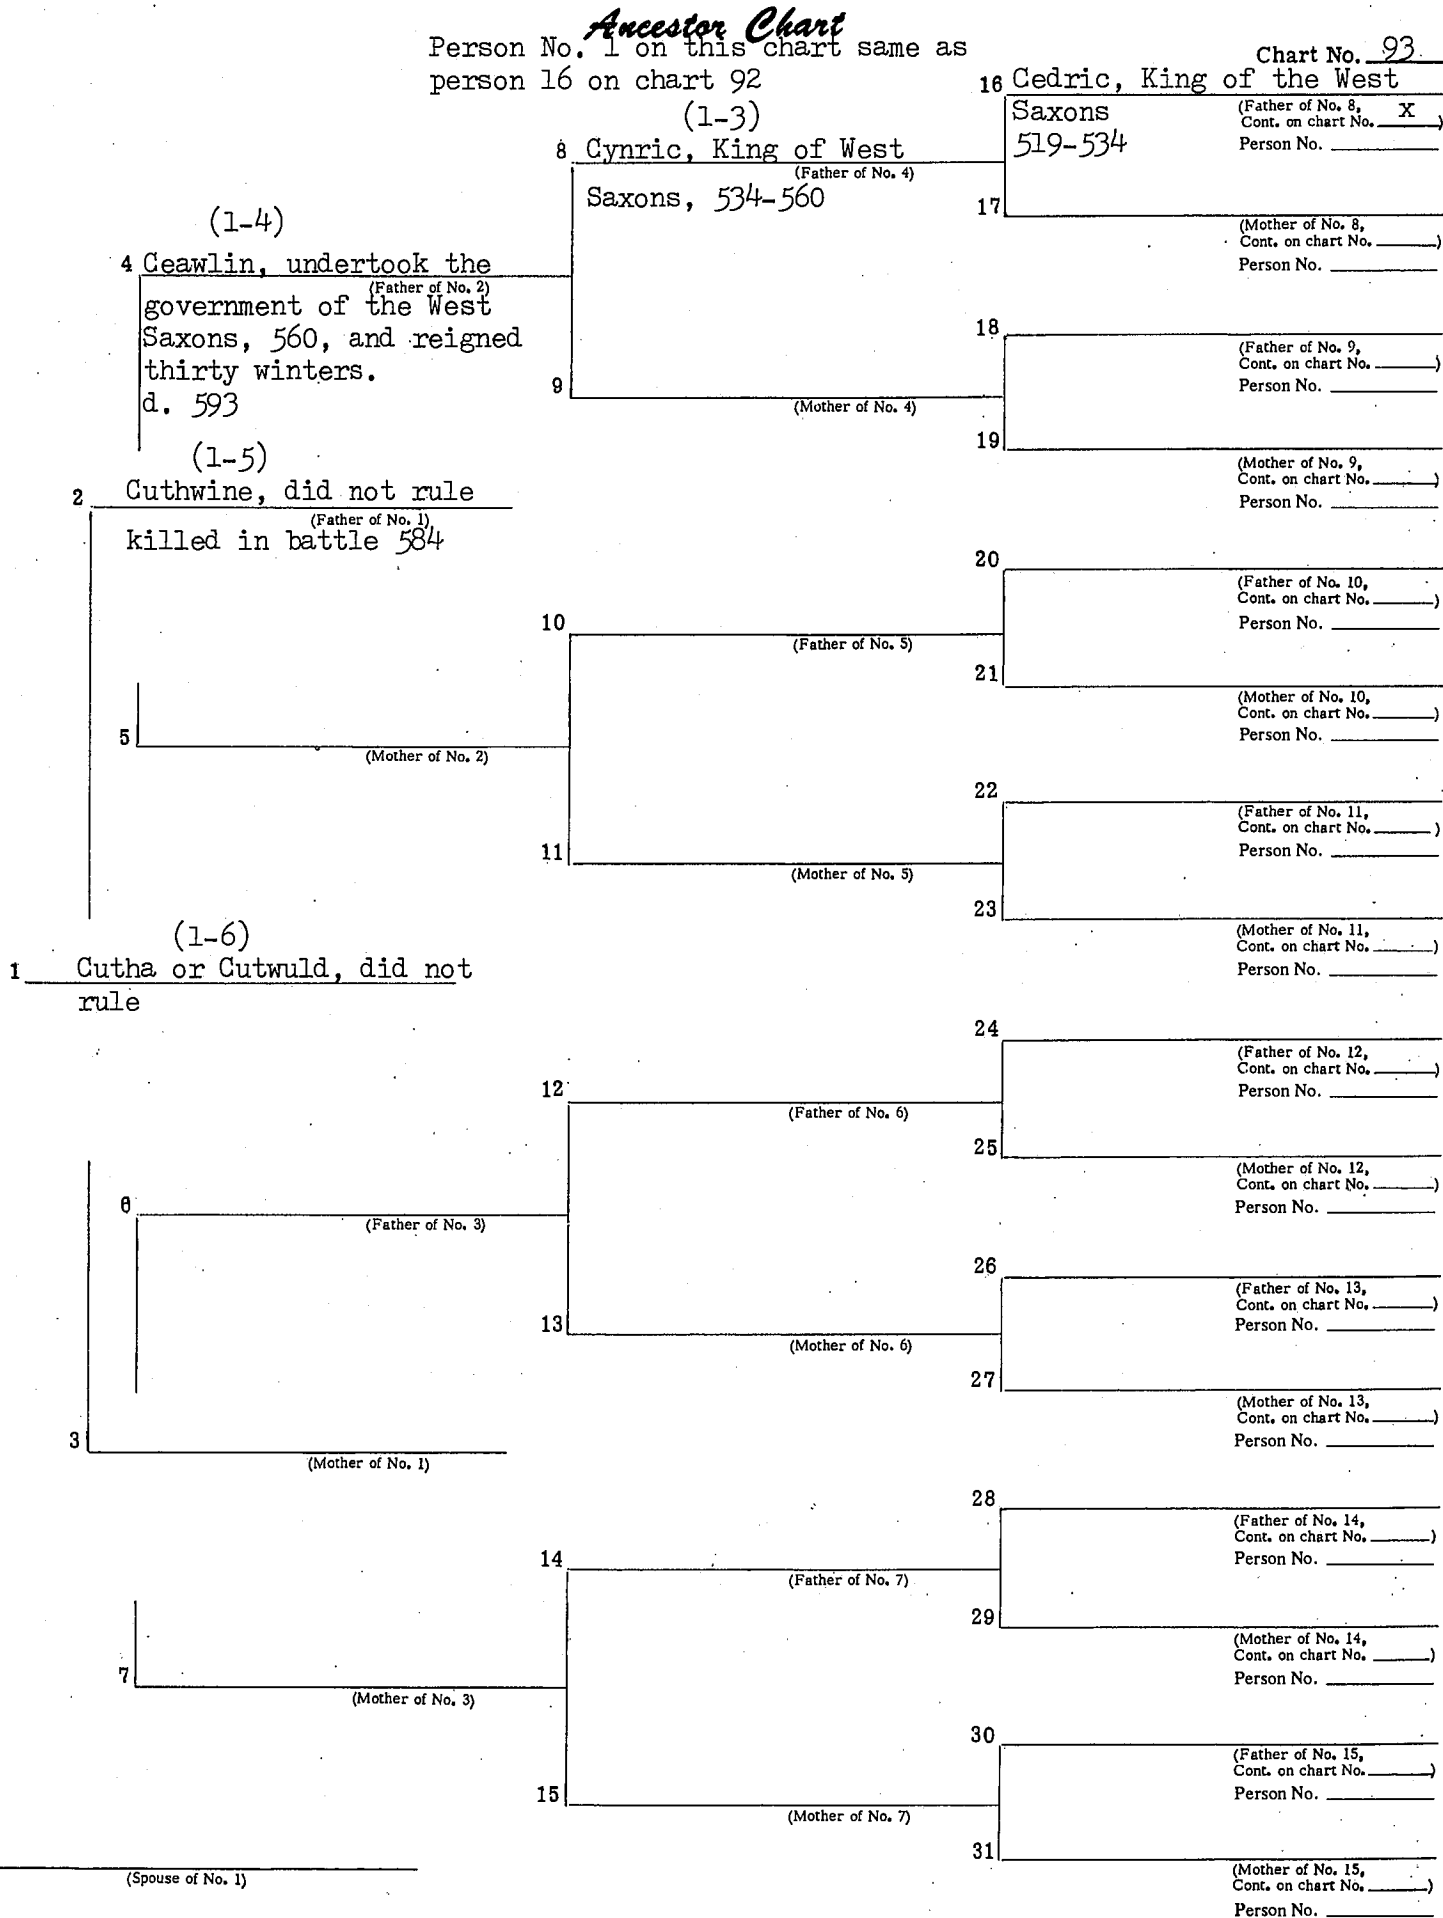 Ancestor Chart
Person No. 1 on this chart same as
person 16 on chart 92
Chart No. 93
16 Cedric, King of the West
Saxons
519-534
(Father of No. 8,
Cont. on chart No. X )
Person No.
(1-3)
8 Cynric, King of West
(Father of No. 4)
Saxons, 534-560
17
(Mother of No. 8,
Cont. on chart No. )
Person No.
(1-4)
4 Ceawlin, undertook the
(Father of No. 2)
government of the West
Saxons, 560, and reigned
thirty winters.
d. 593
18
(Father of No. 9,
Cont. on chart No. )
Person No.
9
(Mother of No. 4)
19
(Mother of No. 9,
Cont. on chart No. )
Person No.
(1-5)
2 Cuthwine, did not rule
(Father of No. 1)
killed in battle 584
20
(Father of No. 10,
Cont. on chart No. )
Person No.
10
(Father of No. 5)
21
(Mother of No. 10,
Cont. on chart No. )
Person No.
5
(Mother of No. 2)
22
(Father of No. 11,
Cont. on chart No. )
Person No.
11
(Mother of No. 5)
23
(Mother of No. 11,
Cont. on chart No. )
Person No.
(1-6)
1 Cutha or Cutwuld, did not
rule
24
(Father of No. 12,
Cont. on chart No. )
Person No.
12
(Father of No. 6)
25
(Mother of No. 12,
Cont. on chart No. )
Person No.
6
(Father of No. 3)
26
(Father of No. 13,
Cont. on chart No. )
Person No.
13
(Mother of No. 6)
27
(Mother of No. 13,
Cont. on chart No. )
Person No.
3
(Mother of No. 1)
28
(Father of No. 14,
Cont. on chart No. )
Person No.
14
(Father of No. 7)
29
(Mother of No. 14,
Cont. on chart No. )
Person No.
7
(Mother of No. 3)
30
(Father of No. 15,
Cont. on chart No. )
Person No.
15
(Mother of No. 7)
31
(Mother of No. 15,
Cont. on chart No. )
Person No.
(Spouse of No. 1)